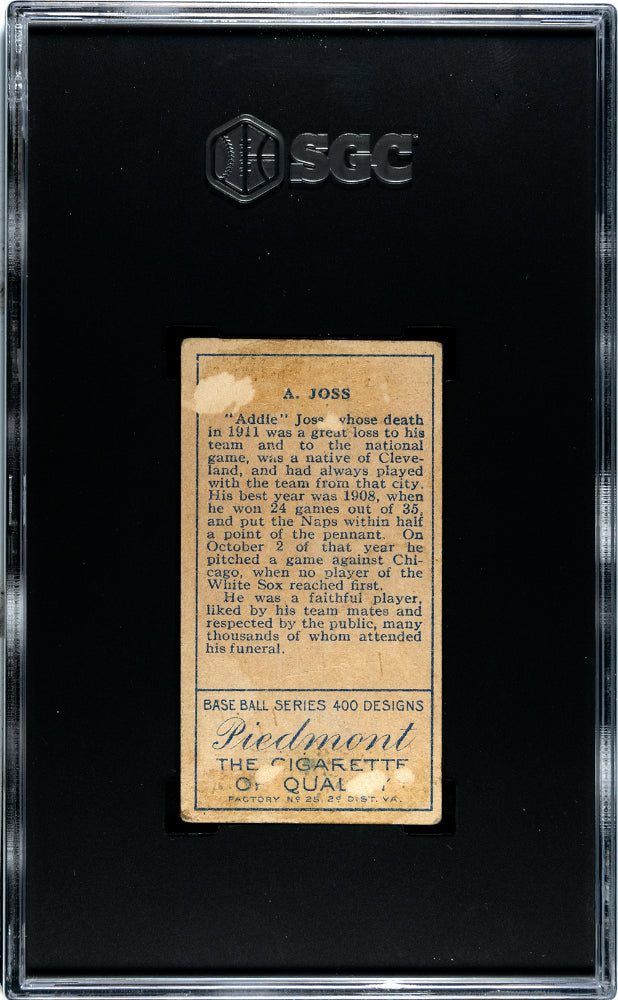 SGC
A. JOSS
"Addie" Joss whose death
in 1911 was a great loss to his
team and to the national
game, was a native of Cleve-
land, and had always played
with the team from that city.
His best year was 1908, when
he won 24 games out of 35,
and put the Naps within half
a point of the pennant. On
October 2 of that year he
pitched a game against Chi-
cago, when no player of the
White Sox reached first.
He was a faithful player,
liked by his team mates and
respected by the public, many
thousands of whom attended
his funeral.
BASE BALL SERIES 400 DESIGNS
Piedmont
THE CIGARETTE
OF QUALITY
FACTORY Nº 25, 2º DIST. VA.